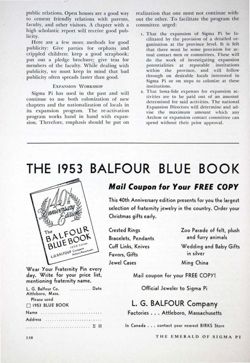 public relations. Open houses are a good way
to cement friendly relations with parents,
faculty, and other visitors. A chapter with a
high scholastic report will receive good pub-
licity.
Here are a few more methods for good
publicity: Give parties for orphans and
crippled children; keep a good scrapbook;
put out a pledge brochure; give teas for
members of the faculty. While dealing with
publicity, we must keep in mind that bad
publicity often spreads faster than good.
EXPANSION WORKSHOP
Sigma Pi has used in the past and will
continue to use both colonization of new
chapters and the nationalization of locals in
its expansion program. The re-activation
program works hand in hand with expan-
sion. Therefore, emphasis should be put on
realization that one must not continue with-
out the other. To facilitate the program the
committee urged:
1. That the expansion of Sigma Pi be fa-
cilitated by the provision of a detailed or-
ganization at the province level. It is felt
that there must be some provision for ac-
tual contact men or committees. These will
do the work of investigating expansion
potentialities at reputable institutions
within the province, and will follow
through on desirable locals interested in
Sigma Pi or on steps to colonize at these
institutions.
2. That Some-life expenses for expansion ac-
tivities are to be paid out of an amount
determined for said activities. The national
Expansion Directors will determine and ad-
vise the maximum amount which any
Archon or expansion contact committee can
spend without their prior approval.
THE 1953 BALFOUR BLUE BOOK
Mail Coupon for Your FREE COPY
This 40th Anniversary edition presents for you the largest
selection of fraternity jewelry in the country. Order your
Christmas gifts early.
Crested Rings
Bracelets, Pendants
Cuff Links, Knives
Favors, Gifts
Jewel Cases
Zoo Parade of felt, plush
and furry animals
Wedding and Baby Gifts
in silver
Ming China
Mail coupon for your FREE COPY!
Official Jeweler to Sigma Pi
L. G. BALFOUR Company
Factories . . . Attleboro, Massachusetts
In Canada . . . contact your nearest BIRKS Store
The
BALFOUR
BLUE BOOK
Wear Your Fraternity Pin every
day. Write for your price list,
mentioning fraternity name.
L. G. Balfour Co. Date
Attleboro, Mass.
Please send
□ 1953 BLUE BOOK
Name
Address
138
THE EMERALD OF SIGMA PI